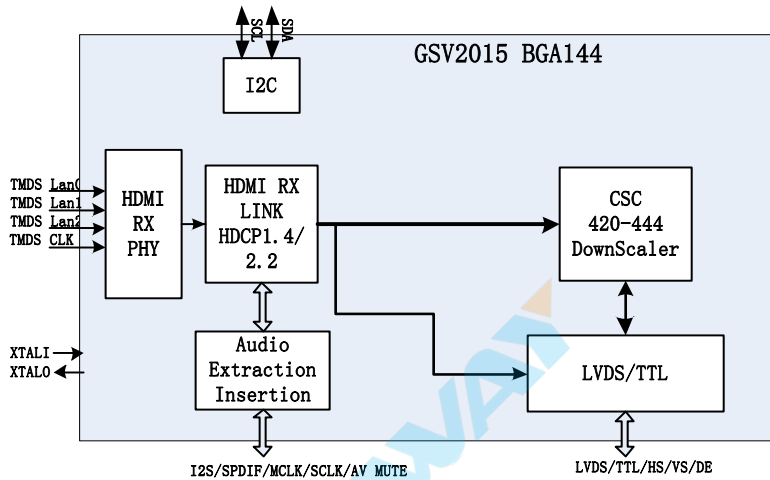 SCL
SDA
GSV2015 BGA144
I2C
TMDS Lan0
TMDS Lan1
TMDS Lan2
TMDS CLK
HDMI
RX
PHY
HDMI RX
LINK
HDCP1.4/
2.2
CSC
420-444
DownScaler
XTALI
XTALO
Audio
Extraction
Insertion
LVDS/TTL
I2S/SPDIF/MCLK/SCLK/AV MUTE
LVDS/TTL/HS/VS/DE
WAY